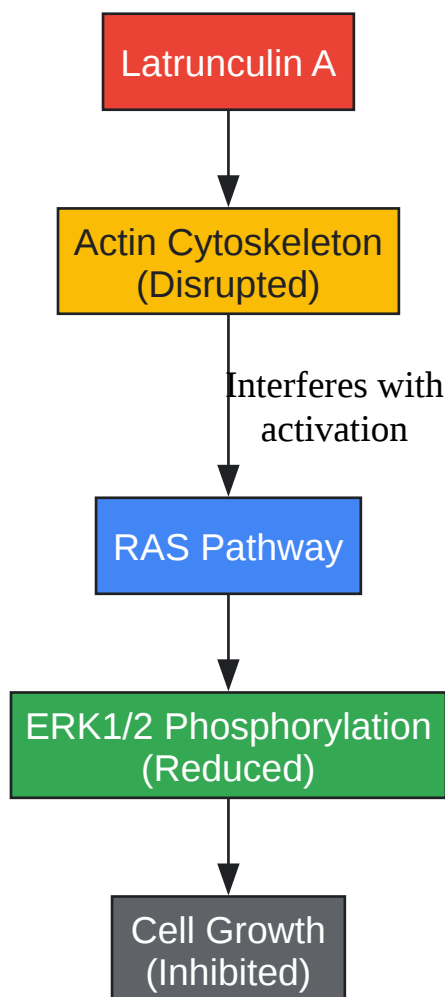 Latrunculin A
Actin Cytoskeleton
(Disrupted)
Interferes with
activation
RAS Pathway
ERK1/2 Phosphorylation
(Reduced)
Cell Growth
(Inhibited)